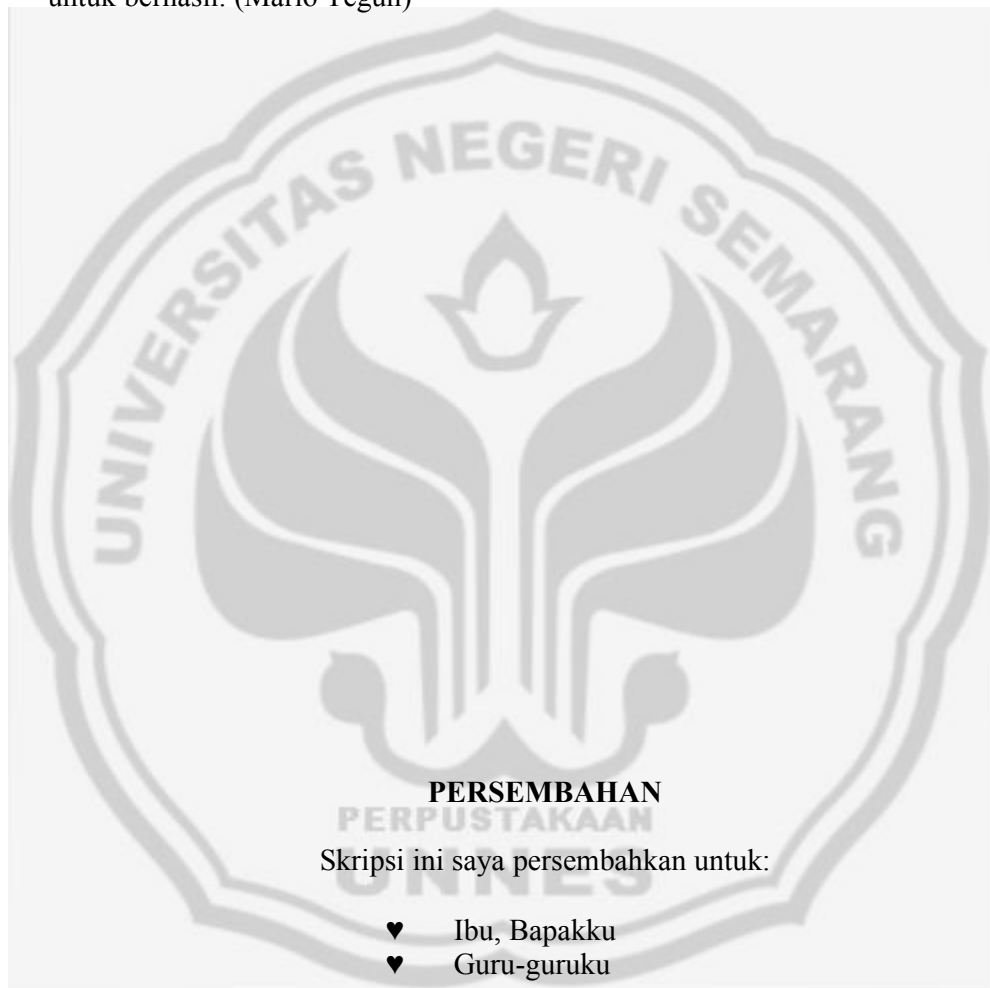 untuk berhasil. (Mario Teguh)
UNIVERSITAS NEGERI SEMARANG
PERSEMBAHAN
PERPUSTAKAAN
UNNES
Skripsi ini saya persembahkan untuk:
♥ Ibu, Bapakku
♥ Guru-guruku